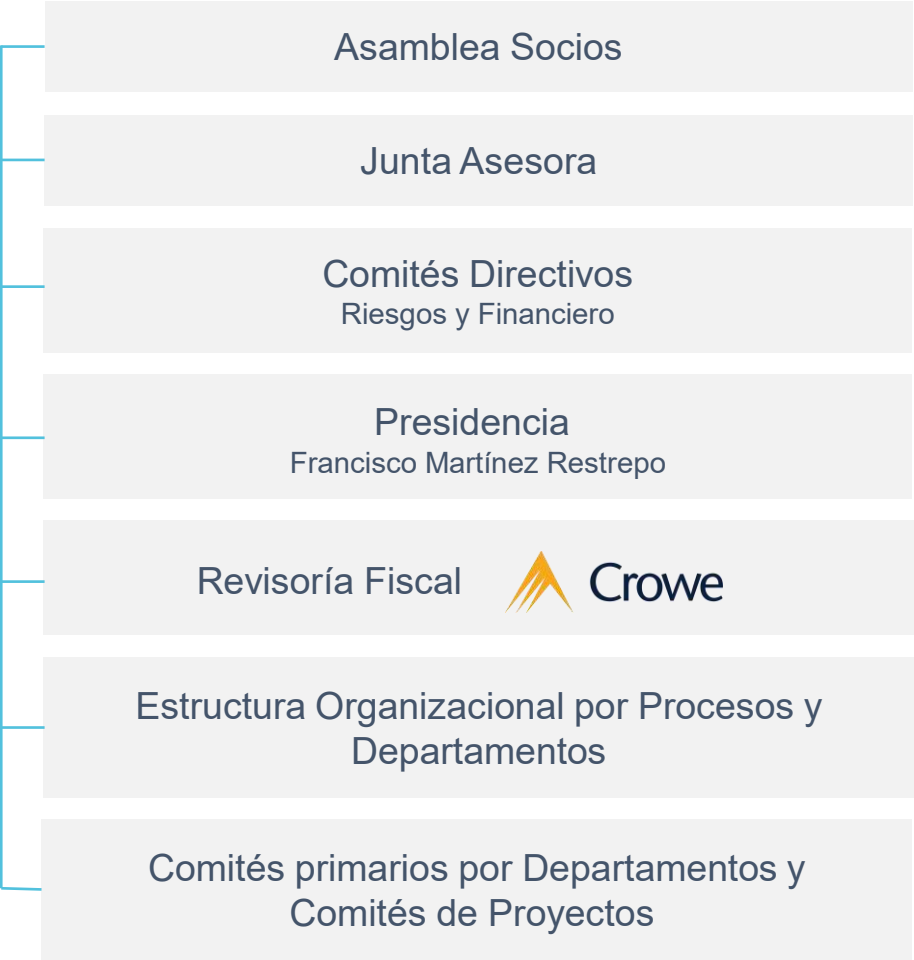 Asamblea Socios
Junta Asesora
Comités Directivos
Riesgos y Financiero
Presidencia
Francisco Martínez Restrepo
Revisoría Fiscal Crowe
Estructura Organizacional por Procesos y
Departamentos
Comités primarios por Departamentos y
Comités de Proyectos